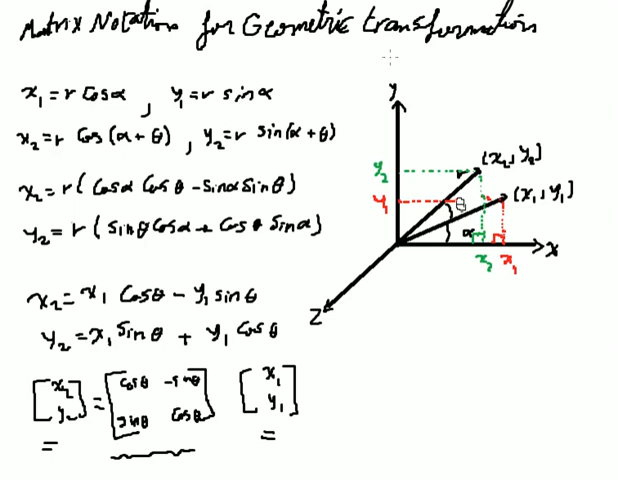 Matrix Notation for Geometric transformation
x₁ = r Cosα , y₁ = r sinα
x₂ = r Cos (α + θ) , y₂ = r Sin(α + θ)
x₂ = r( Cosα Cosθ - Sinα Sinθ)
y₂ = r ( Sinθ Cosα + Cosθ Sinα)
x₂ = x₁ Cosθ - y₁ sinθ
y₂ = x₁ Sinθ + y₁ Cosθ
[x₂ y₂] = [Cosθ -Sinθ Sinθ Cosθ] [x₁ y₁]
= =
y
y₂ (x₂, y₂]
y₁ θ (x₁, y₁]
α
x₂ x₁ x
Z